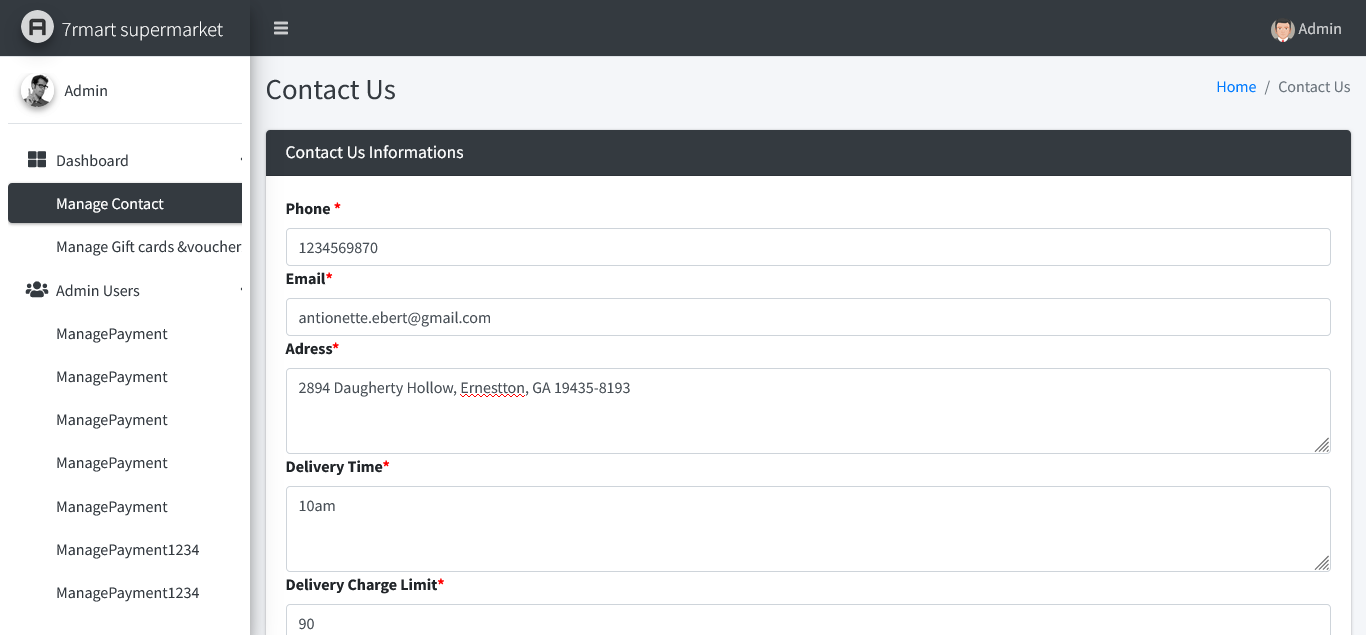 7rmart supermarket
Admin
Admin
Contact Us
Home / Contact Us
Dashboard
Manage Contact
Manage Gift cards &voucher
Admin Users
ManagePayment
ManagePayment
ManagePayment
ManagePayment
ManagePayment
ManagePayment1234
ManagePayment1234
Contact Us Informations
Phone *
1234569870
Email*
antionette.ebert@gmail.com
Adress*
2894 Daugherty Hollow, Ernestton, GA 19435-8193
Delivery Time*
10am
Delivery Charge Limit*
90